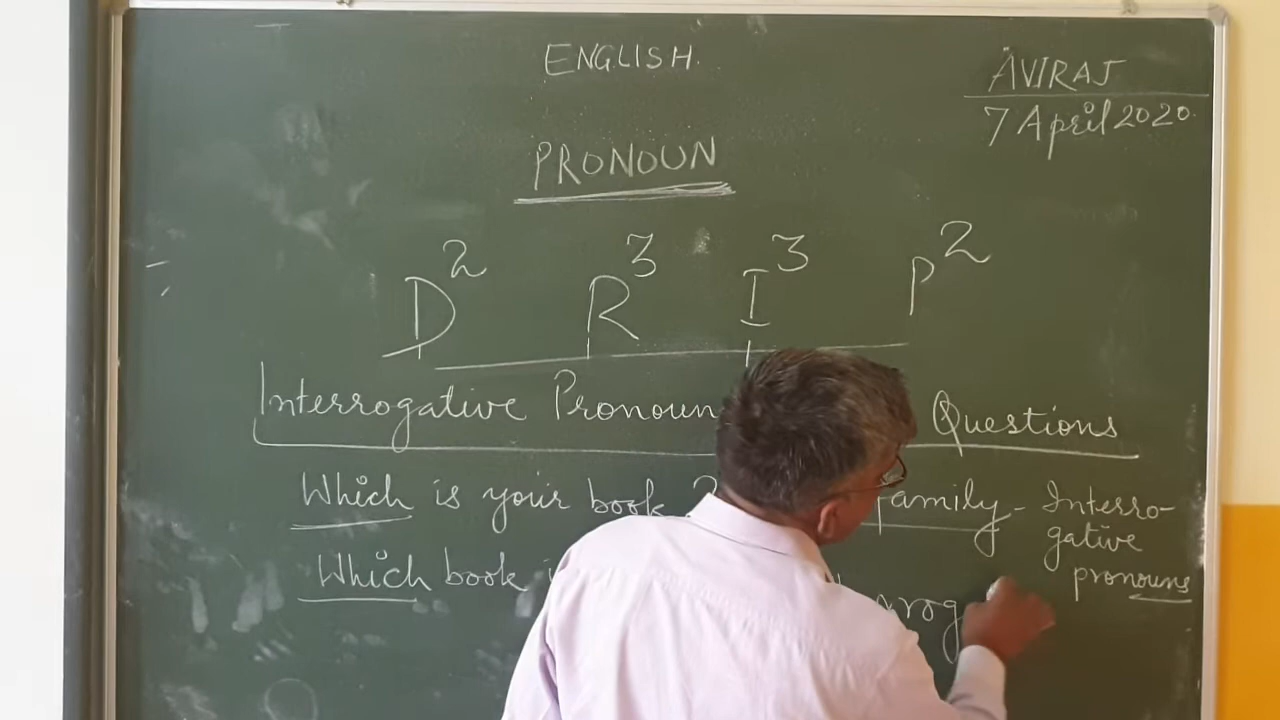 ENGLISH.
AVIRAJ
7 April 2020.
PRONOUN
D² R³ I³ P²
Interrogative Pronoun Questions
Which is your book ? family - Interro-
gative
pronouns
Which book